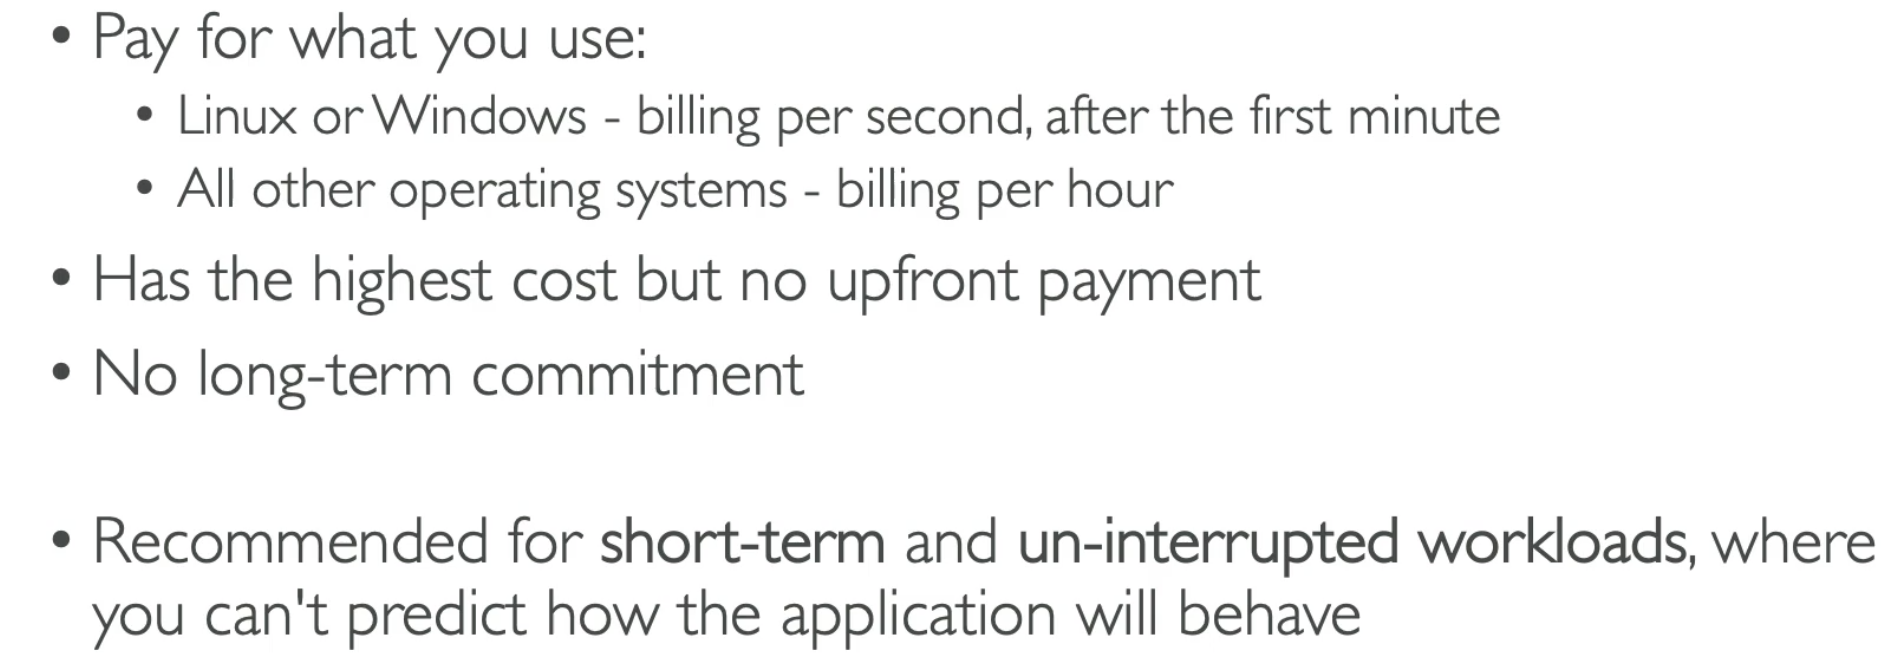 • Pay for what you use:
• Linux or Windows - billing per second, after the first minute
• All other operating systems - billing per hour
• Has the highest cost but no upfront payment
• No long-term commitment
• Recommended for short-term and un-interrupted workloads, where
you can't predict how the application will behave